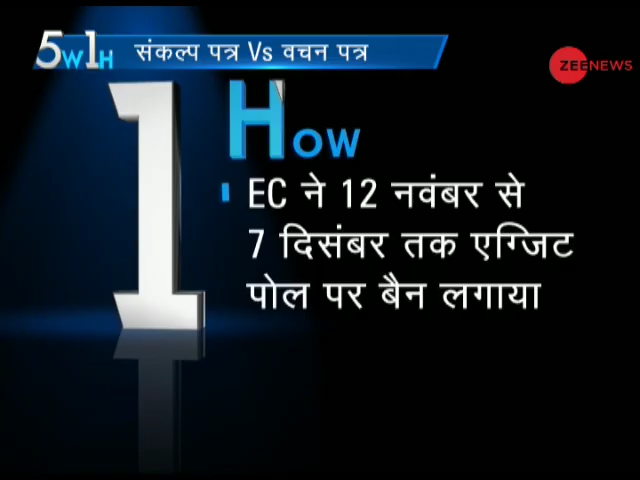 5W1H संकल्प पत्र Vs वचन पत्र
ZEENEWS
1 HOW
EC ने 12 नवंबर से
7 दिसंबर तक एग्जिट
पोल पर बैन लगाया